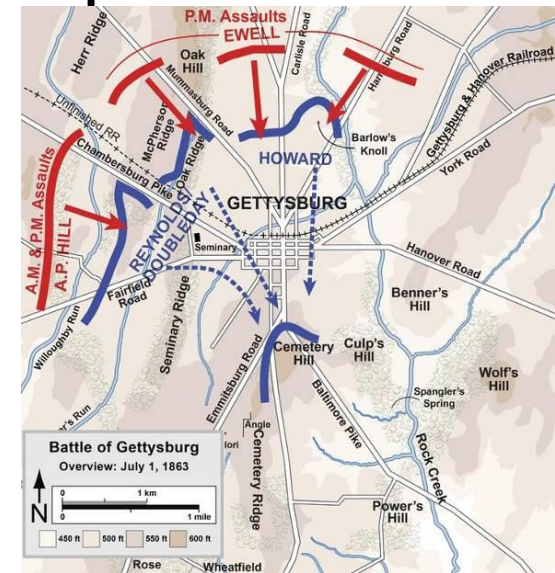 P.M. Assaults
EWELL
Herr Ridge
Oak
Hill
Mummasburg Road
Carlisle Road
Harrisburg Road
Gettysburg & Hanover Railroad
Unfinished RR
McPherson
Ridge
Oak Ridge
Barlow's
Knoll
York Road
Chambersburg Pike
HOWARD
A.M. & P.M. Assaults
A.P. HILL
REYNOLDS/
DOUBLEDAY
GETTYSBURG
Seminary
Hanover Road
Fairfield
Road
Willoughby Run
Seminary Ridge
Benner's
Hill
Emmitsburg Road
Cemetery
Hill
Culp's
Hill
Wolf's
Hill
Baltimore Pike
Spangler's
Spring
Rock Creek
er's Run
Angle
lori
Cemetery Ridge
Power's
Hill
Battle of Gettysburg
Overview: July 1, 1863
N
0 1 km
0 1 mile
450 ft 500 ft 550 ft 600 ft
Rose
Wheatfield